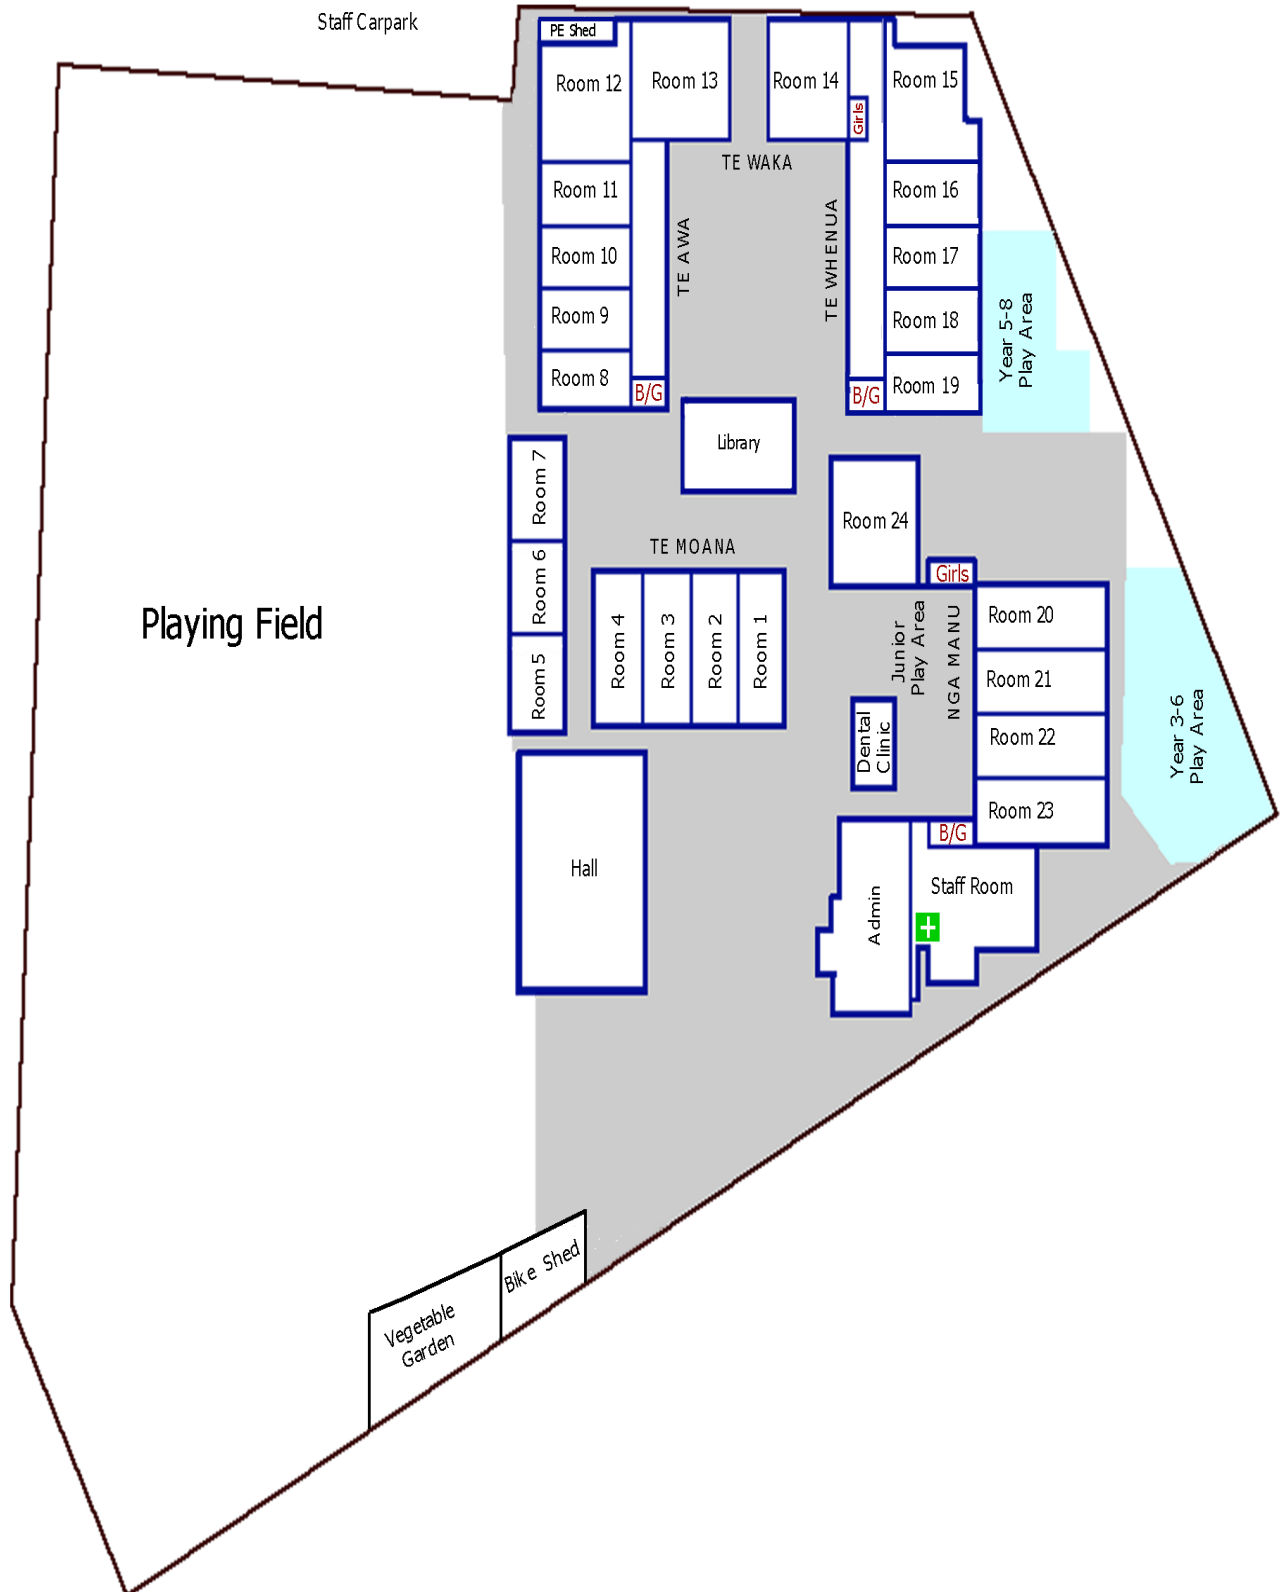 Staff Carpark
PE Shed
Room 12
Room 13
Room 14
Girls
Room 15
TE WAKA
Room 11
Room 16
TE AWA
TE WHENUA
Room 10
Room 17
Room 9
Room 18
Year 5-8
Play Area
Room 8
B/G
B/G
Room 19
Library
Room 7
Room 24
TE MOANA
Room 6
Girls
Room 5
Room 4
Room 3
Room 2
Room 1
Junior
Play Area
NGA MANU
Room 20
Playing Field
Room 21
Dental
Clinic
Room 22
Year 3-6
Play Area
Room 23
B/G
Hall
Admin
Staff Room
Bike Shed
Vegetable
Garden